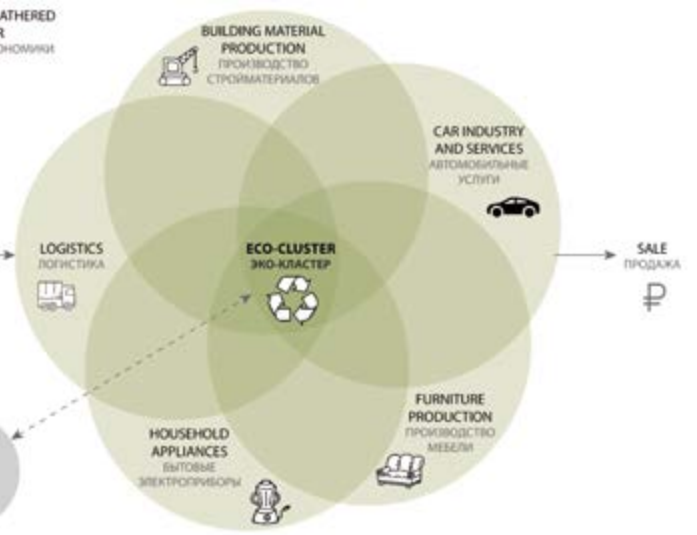 ATHERED
R
ОНОМИКИ
BUILDING MATERIAL
PRODUCTION
ПРОИЗВОДСТВО
СТРОЙМАТЕРИАЛОВ
CAR INDUSTRY
AND SERVICES
АВТОМОБИЛЬНЫЕ
УСЛУГИ
LOGISTICS
ЛОГИСТИКА
ECO-CLUSTER
ЭКО-КЛАСТЕР
SALE
ПРОДАЖА
₽
FURNITURE
PRODUCTION
ПРОИЗВОДСТВО
МЕБЕЛИ
HOUSEHOLD
APPLIANCES
БЫТОВЫЕ
ЭЛЕКТРОПРИБОРЫ